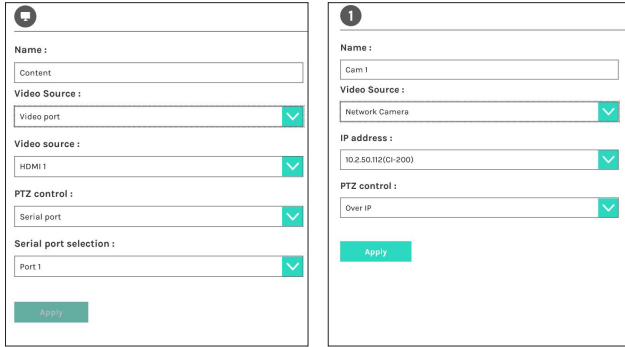 Name :
Content
Video Source :
Video port
Video source :
HDMI 1
PTZ control :
Serial port
Serial port selection :
Port 1
Apply
1
Name :
Cam 1
Video Source :
Network Camera
IP address :
10.2.50.112(CI-200)
PTZ control :
Over IP
Apply